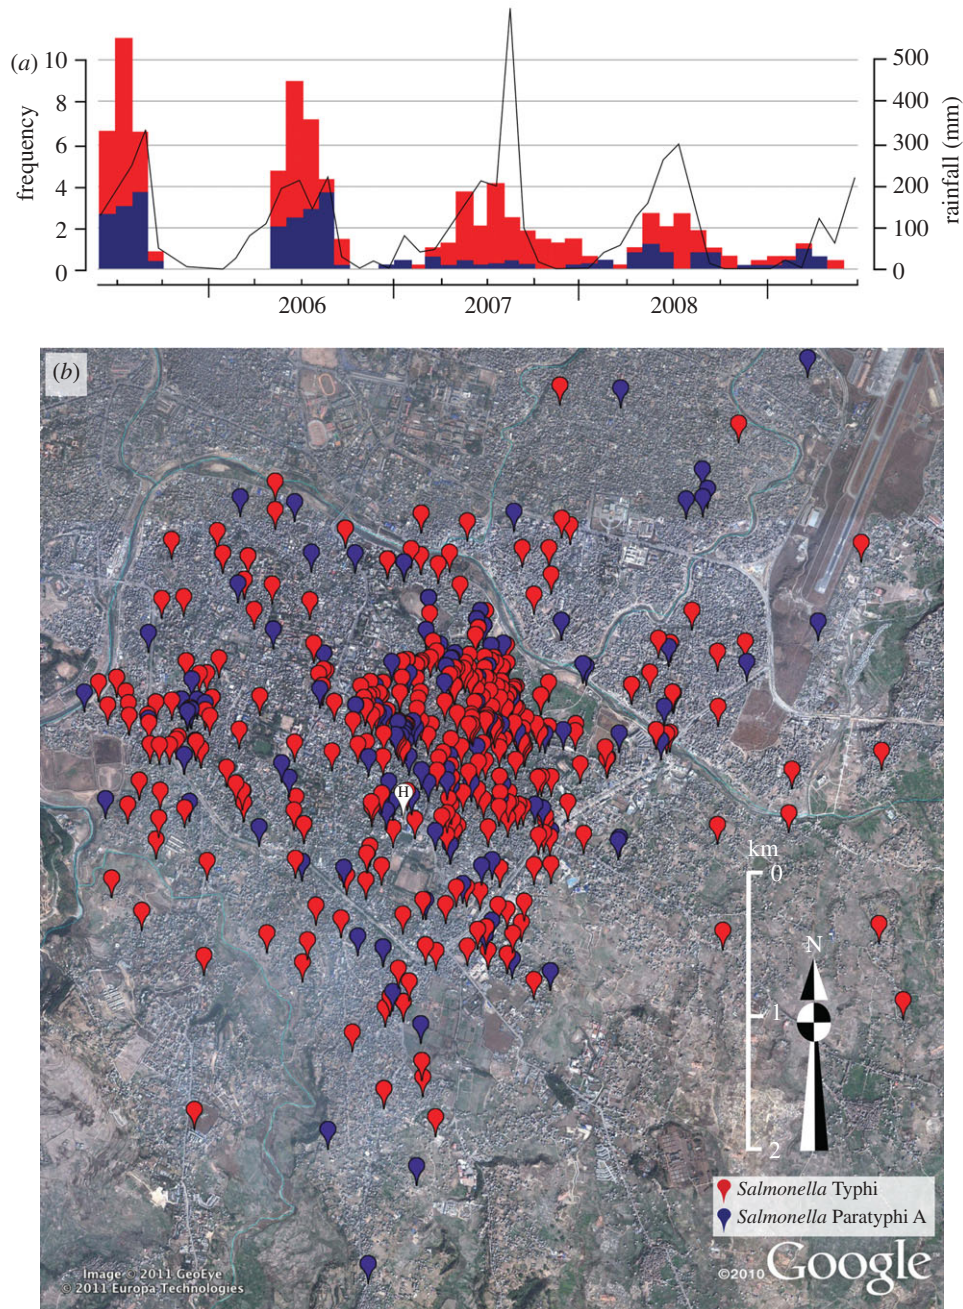 (a)
10
8
6
4
2
0
frequency
500
400
300
200
100
0
rainfall (mm)
2006
2007
2008
(b)
H
km
0
1
2
N
Salmonella Typhi
Salmonella Paratyphi A
Image © 2011 GeoEye
© 2011 Europa Technologies
©2010 Google